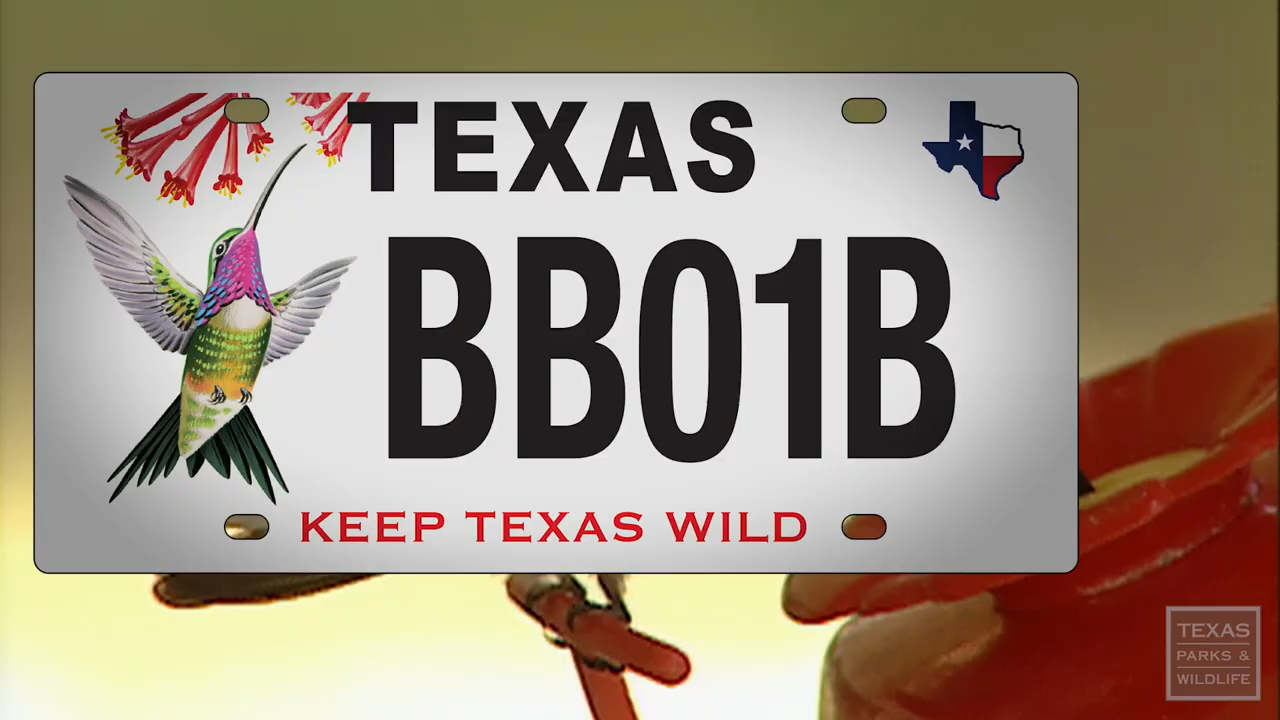 TEXAS
BB01B
KEEP TEXAS WILD
TEXAS
PARKS &
WILDLIFE